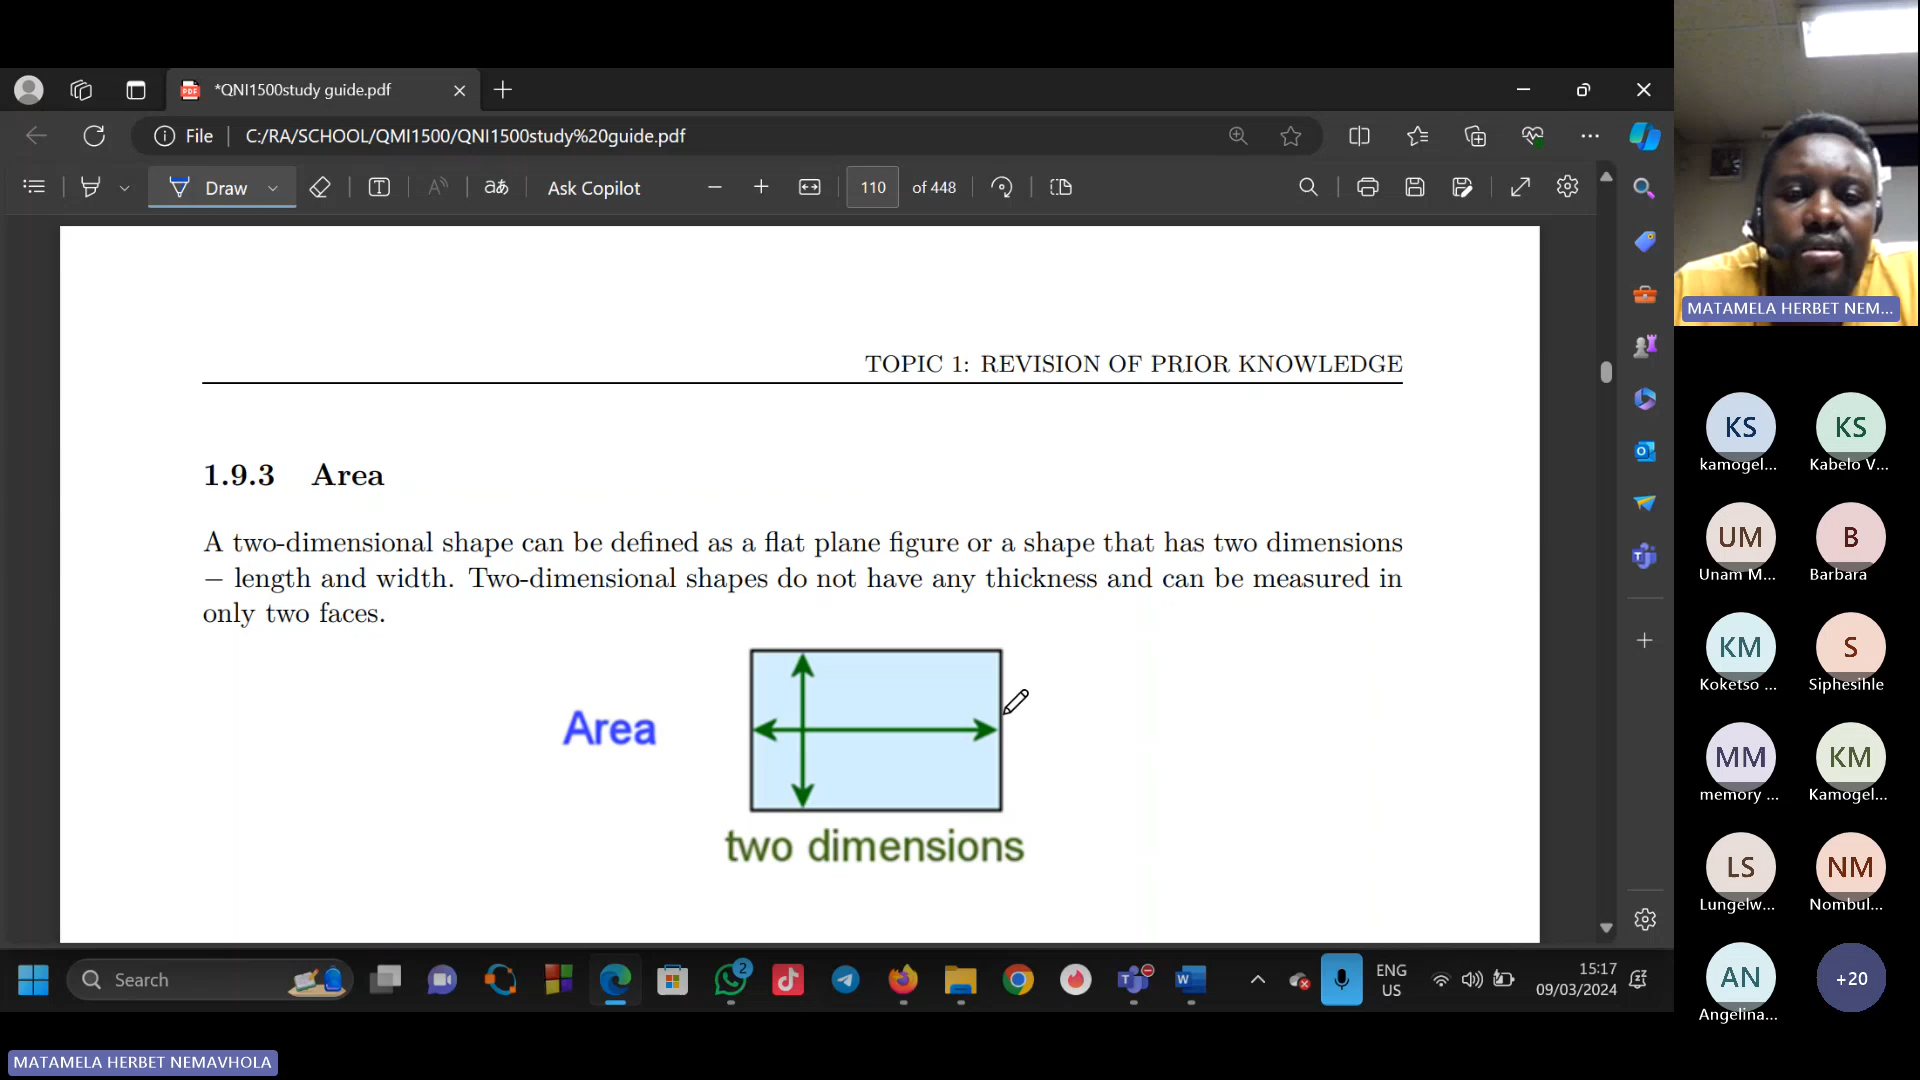 *QNI1500study guide.pdf
File
C:/RA/SCHOOL/QMI1500/QNI1500study%20guide.pdf
Draw
aあ
Ask Copilot
110 of 448
TOPIC 1: REVISION OF PRIOR KNOWLEDGE
1.9.3 Area
A two-dimensional shape can be defined as a flat plane figure or a shape that has two dimensions
– length and width. Two-dimensional shapes do not have any thickness and can be measured in
only two faces.
Area
two dimensions
Search
2
ENG
US
15:17
09/03/2024
MATAMELA HERBET NEMAVHOLA
MATAMELA HERBET NEM...
KS
kamogel...
KS
Kabelo V...
UM
Unam M...
B
Barbara
KM
Koketso ...
S
Siphesihle
MM
memory ...
KM
Kamogel...
LS
Lungelw...
NM
Nombul...
AN
Angelina...
+20